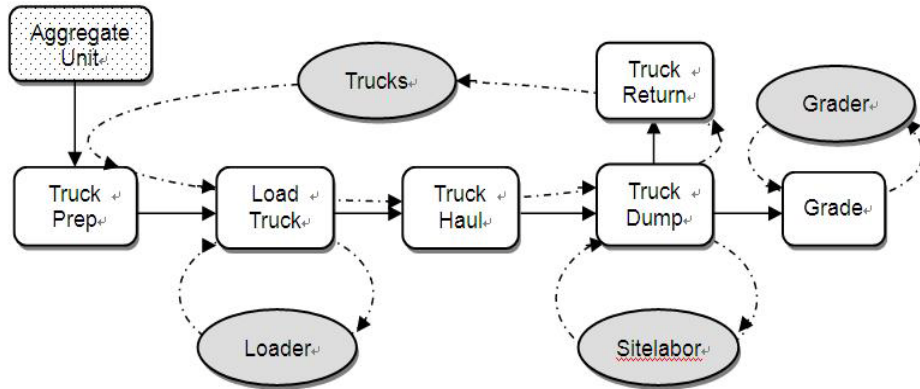 Aggregate
Unit
Trucks
Truck
Return
Grader
Truck
Prep
Load
Truck
Truck
Haul
Truck
Dump
Grade
Loader
Sitelabor